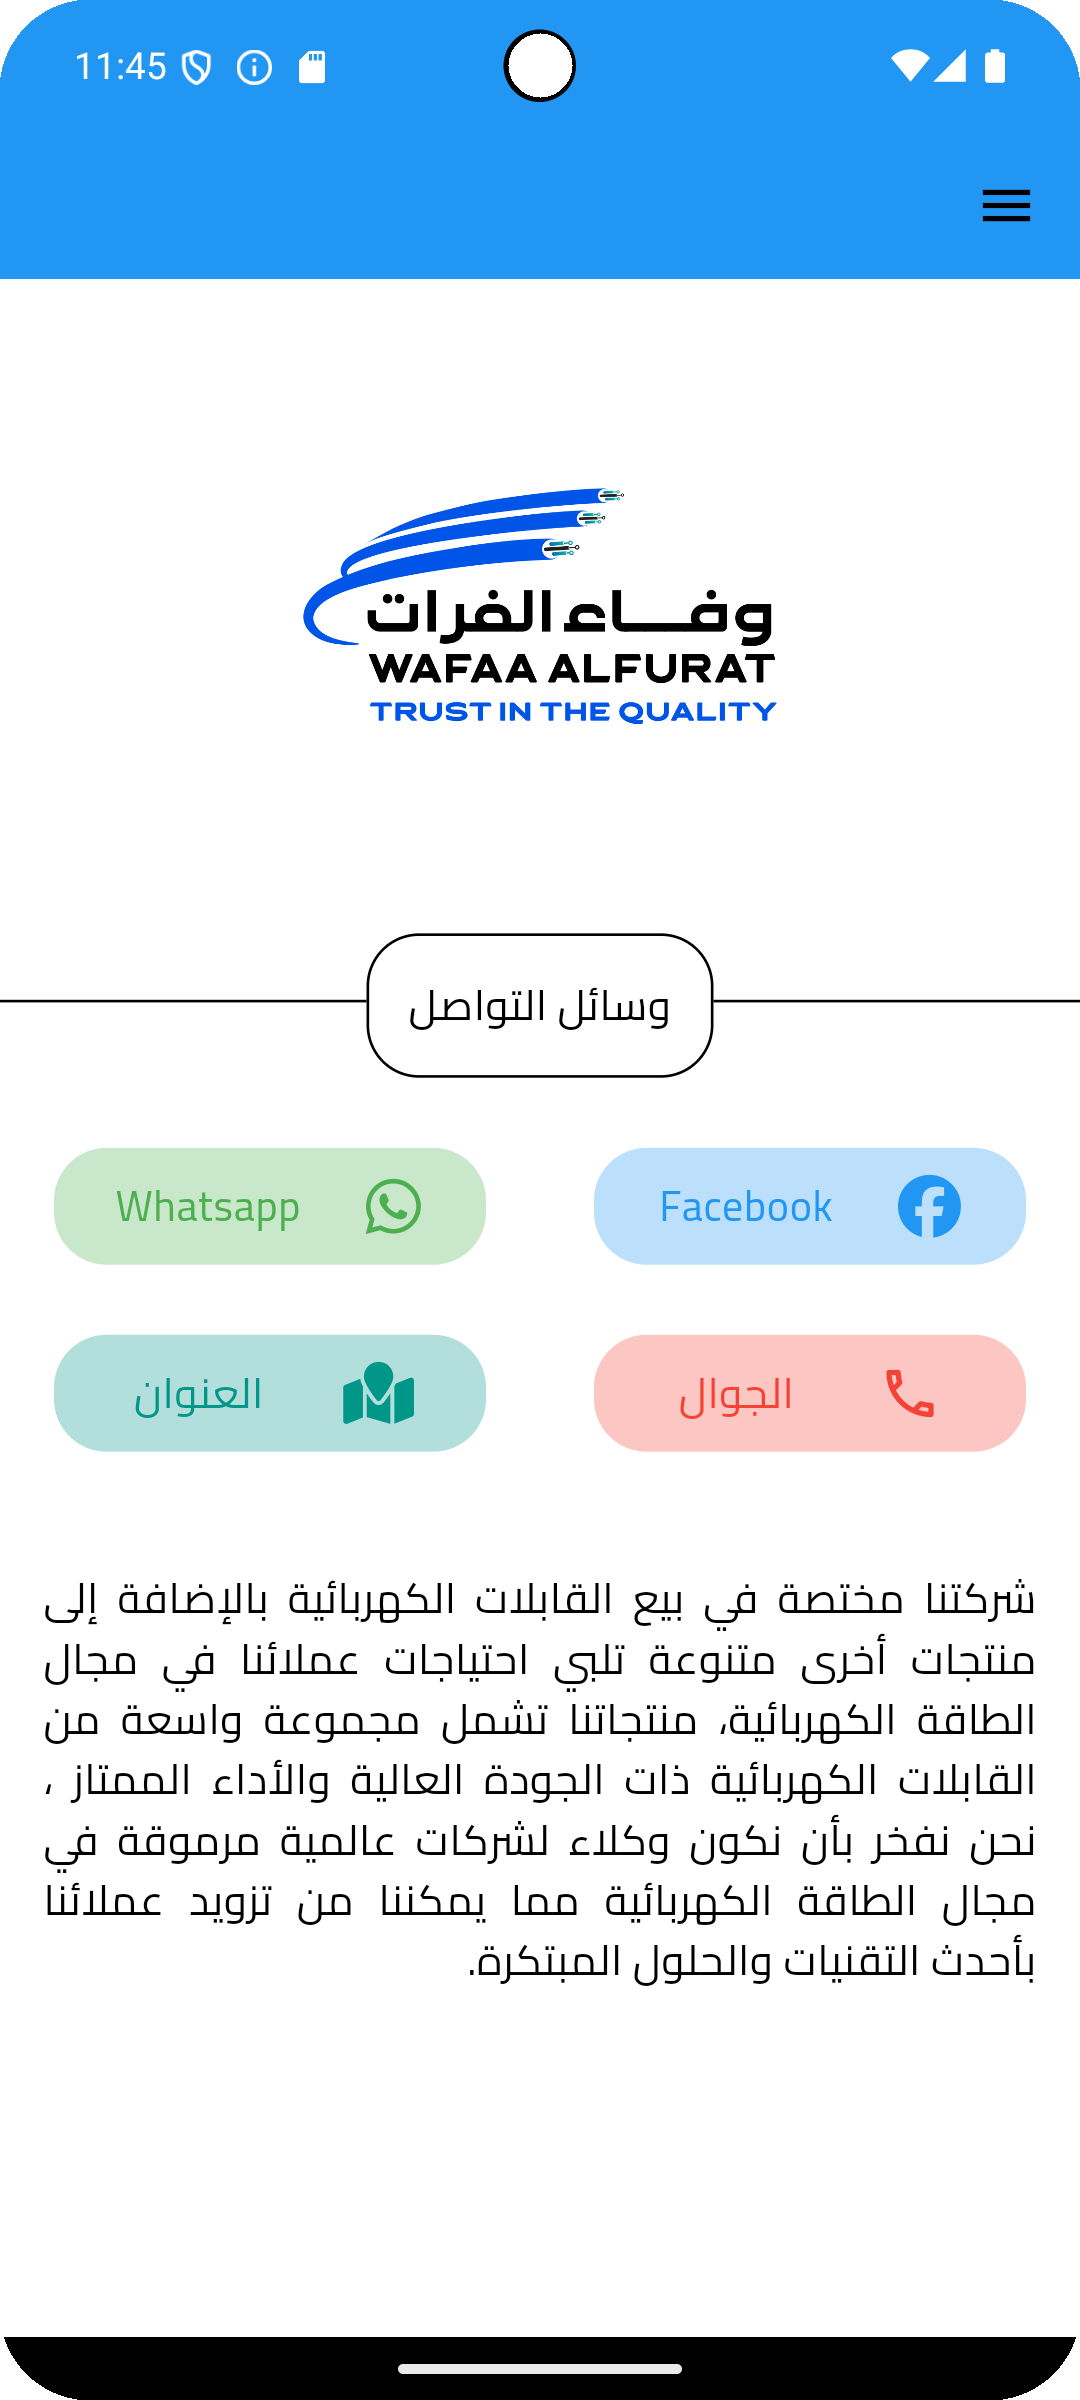 11:45
وفاء الفرات
WAFAA ALFURAT
TRUST IN THE QUALITY
وسائل التواصل
Facebook
Whatsapp
الجوال
العنوان
شركتنا مختصة في بيع القابلات الكهربائية بالإضافة إلى
منتجات أخرى متنوعة تلبي احتياجات عملائنا في مجال
الطاقة الكهربائية، منتجاتنا تشمل مجموعة واسعة من
القابلات الكهربائية ذات الجودة العالية والأداء الممتاز ،
نحن نفخر بأن نكون وكلاء لشركات عالمية مرموقة في
مجال الطاقة الكهربائية مما يمكننا من تزويد عملائنا
بأحدث التقنيات والحلول المبتكرة.